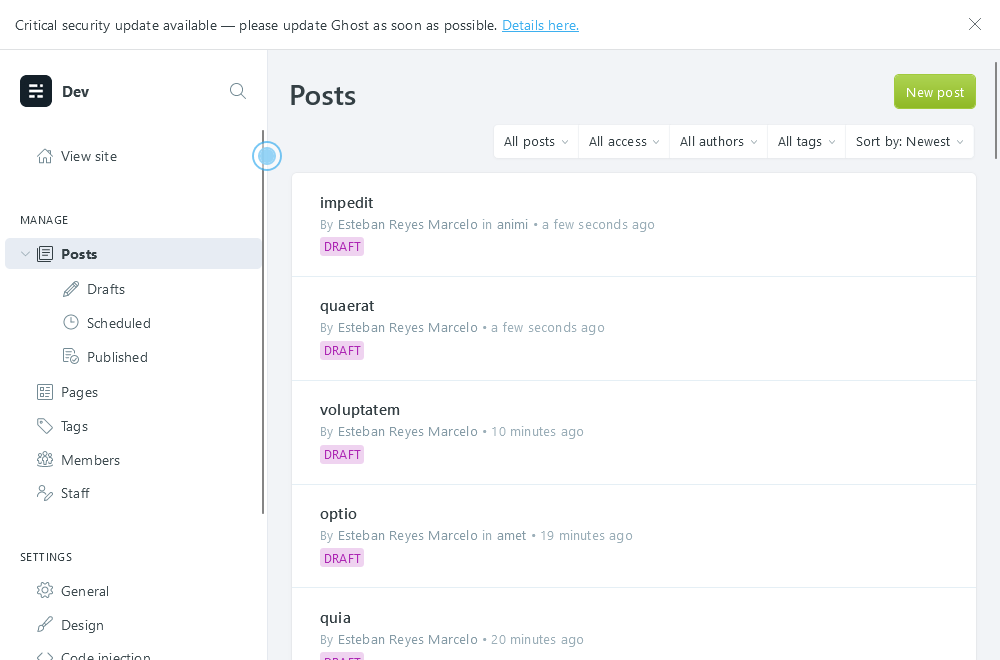 Critical security update available — please update Ghost as soon as possible. Details here.
Dev
View site
MANAGE
Posts
Drafts
Scheduled
Published
Pages
Tags
Members
Staff
SETTINGS
General
Design
Code injection
Posts
New post
All posts
All access
All authors
All tags
Sort by: Newest
impedit
By Esteban Reyes Marcelo in animi • a few seconds ago
DRAFT
quaerat
By Esteban Reyes Marcelo • a few seconds ago
DRAFT
voluptatem
By Esteban Reyes Marcelo • 10 minutes ago
DRAFT
optio
By Esteban Reyes Marcelo in amet • 19 minutes ago
DRAFT
quia
By Esteban Reyes Marcelo • 20 minutes ago
DRAFT